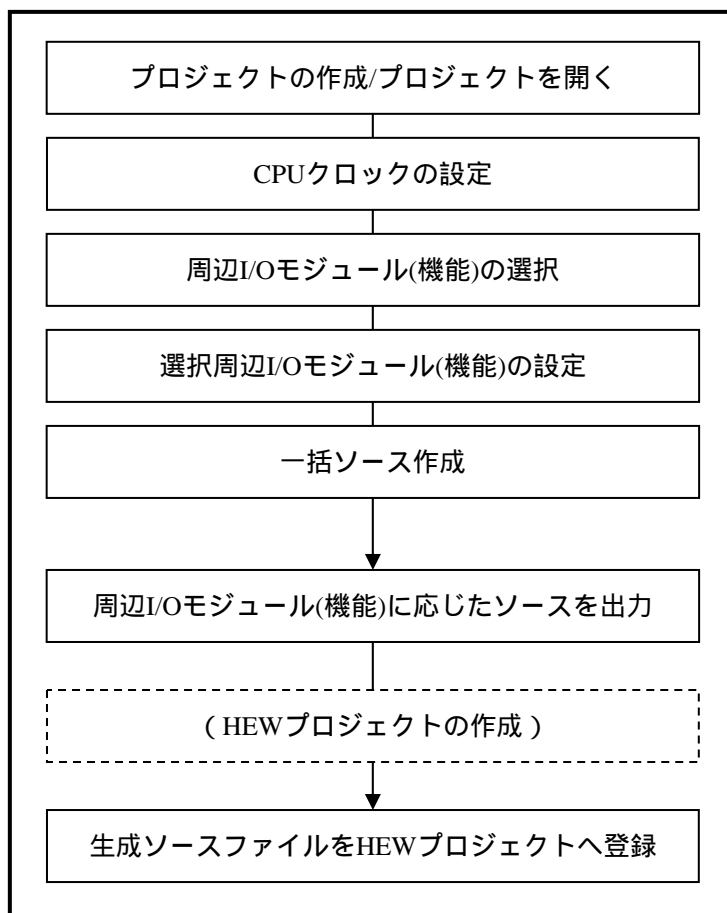 プロジェクトの作成/プロジェクトを開く
CPUクロックの設定
周辺I/Oモジュール(機能)の選択
選択周辺I/Oモジュール(機能)の設定
一括ソース作成
周辺I/Oモジュール(機能)に応じたソースを出力
(HEWプロジェクトの作成)
生成ソースファイルをHEWプロジェクトへ登録